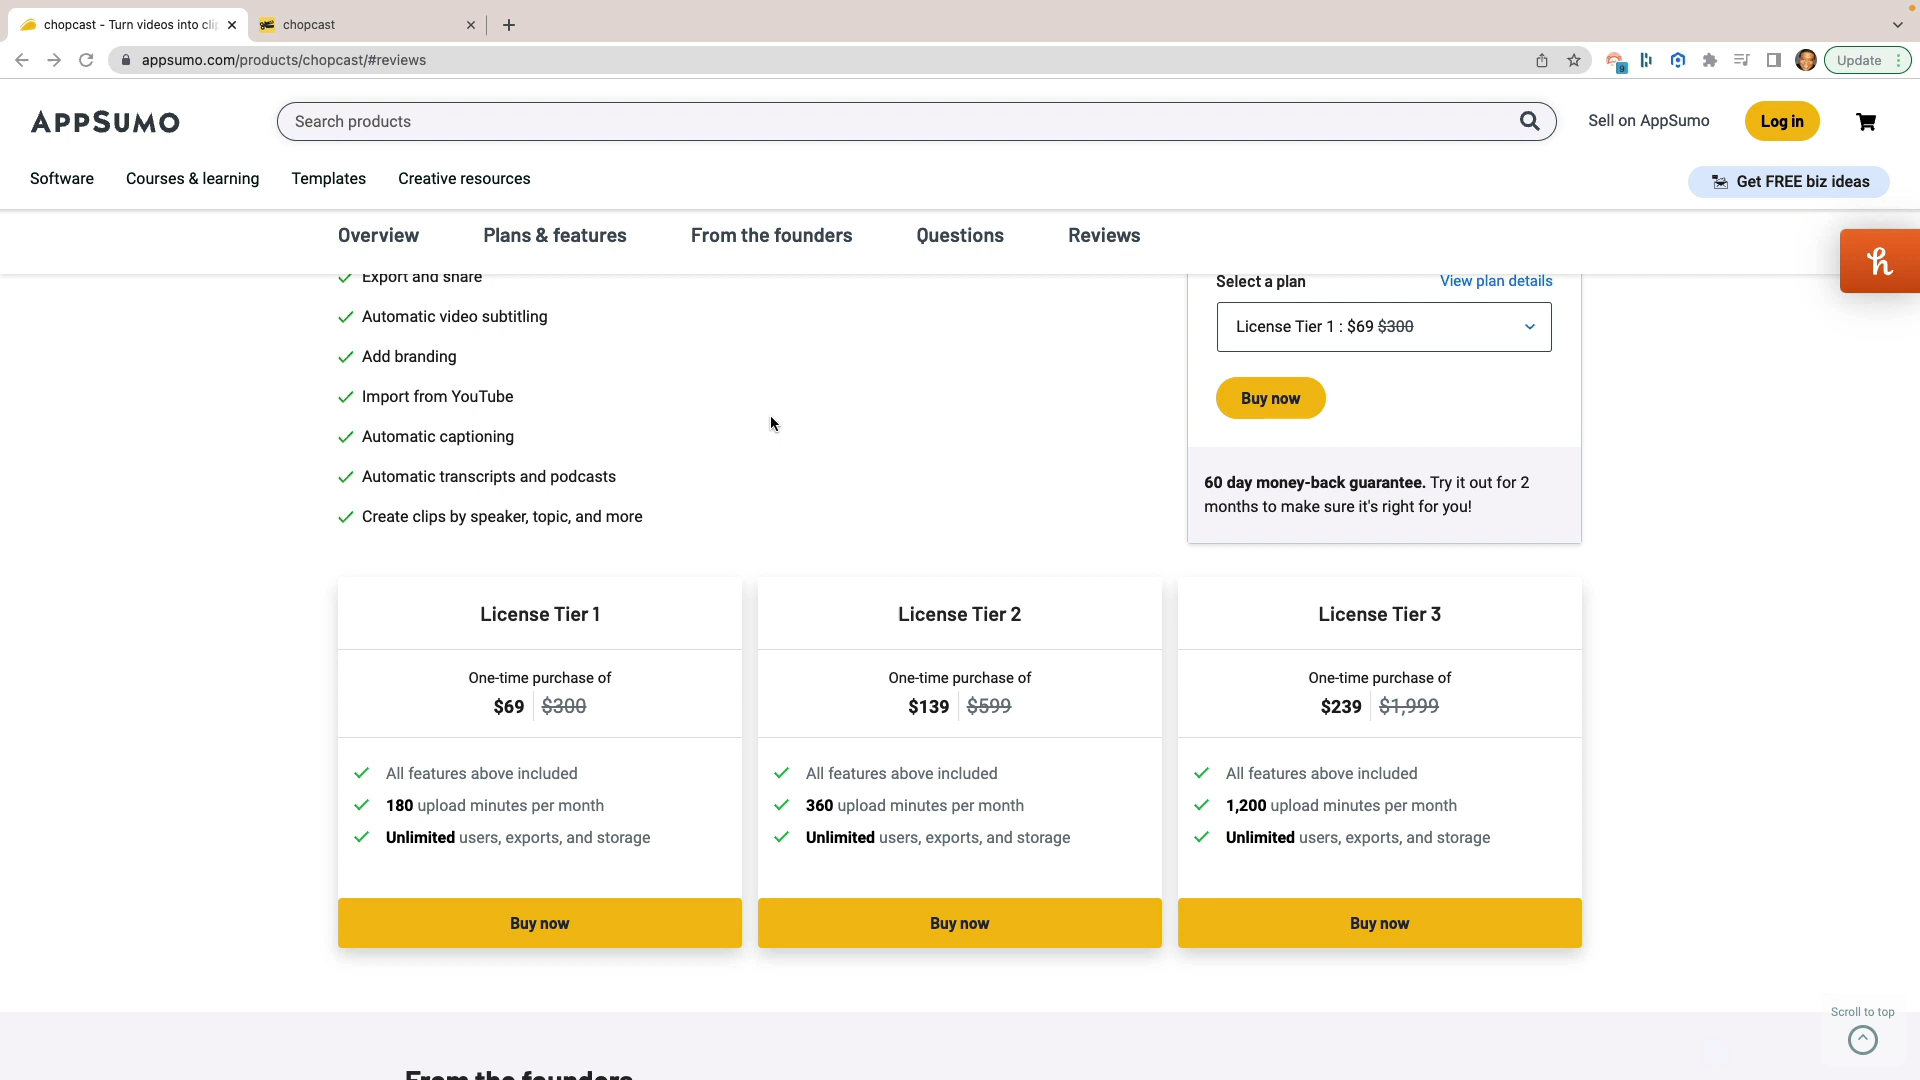 chopcast - Turn videos into cli
chopcast
appsumo.com/products/chopcast/#reviews
9
Update
APPSUMO
Search products
Sell on AppSumo
Log in
Software
Courses & learning
Templates
Creative resources
Get FREE biz ideas
Overview
Plans & features
From the founders
Questions
Reviews
Export and share
Automatic video subtitling
Add branding
Import from YouTube
Automatic captioning
Automatic transcripts and podcasts
Create clips by speaker, topic, and more
Select a plan
View plan details
License Tier 1 : $69 $300
Buy now
60 day money-back guarantee. Try it out for 2
months to make sure it's right for you!
License Tier 1
One-time purchase of
$69 $300
All features above included
180 upload minutes per month
Unlimited users, exports, and storage
Buy now
License Tier 2
One-time purchase of
$139 $599
All features above included
360 upload minutes per month
Unlimited users, exports, and storage
Buy now
License Tier 3
One-time purchase of
$239 $1,999
All features above included
1,200 upload minutes per month
Unlimited users, exports, and storage
Buy now
Scroll to top
From the founders